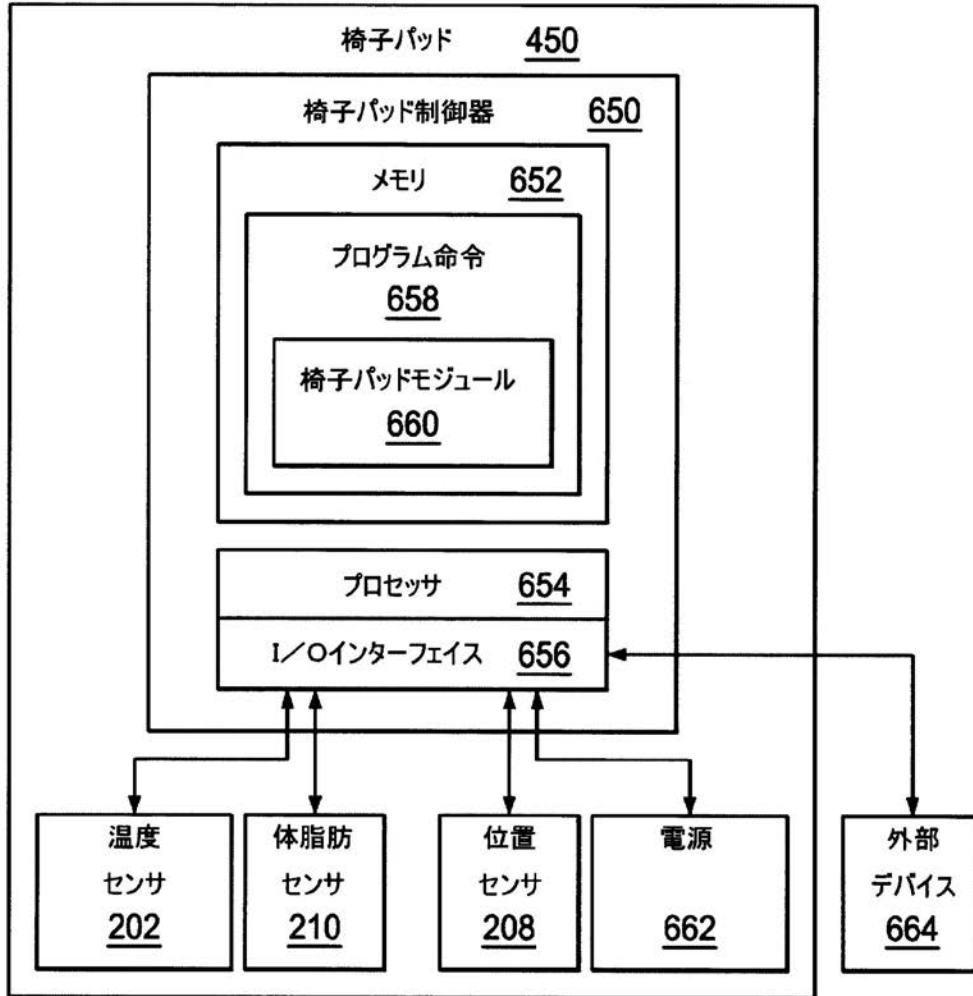 椅子パッド 450
椅子パッド制御器 650
メモリ 652
プログラム命令
658
椅子パッドモジュール
660
プロセッサ 654
I/Oインターフェイス 656
温度
センサ
202
体脂肪
センサ
210
位置
センサ
208
電源
662
外部
デバイス
664